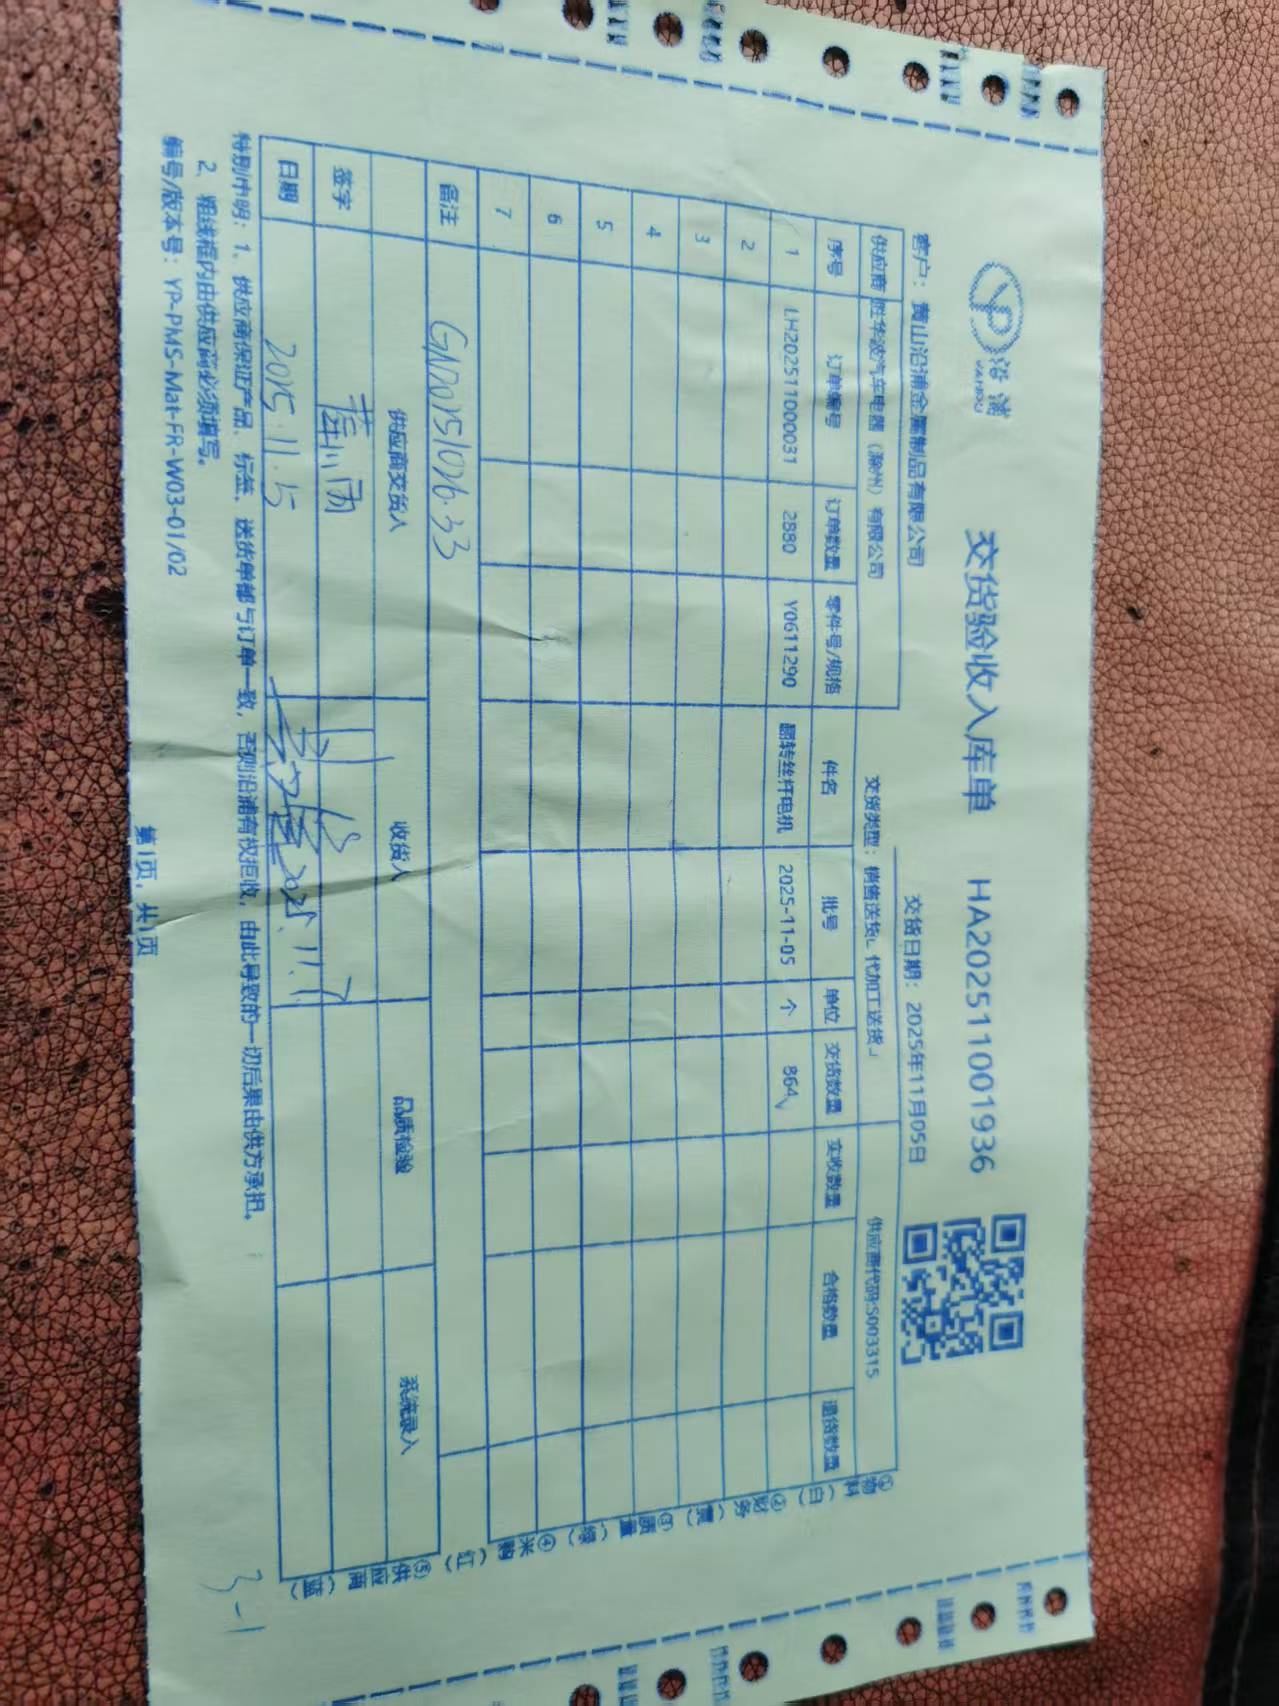 沿浦
YANPU
交货验收入库单 HA202511001936
客户：黄山沿浦金属制品有限公司 交货日期：2025年11月05日
供应商 胜华波汽车电器（滁州）有限公司 交货类型：销售送货 代加工送货 供应商代码:S003315
序号 订单编号 订单数量 零件号/规格 件名 批号 单位 交货数量 实收数量 合格数量 退货数量
1 LH202511000031 2880 Y0611290 翻转丝杆电机 2025-11-05 个 864
2
3
4
5
6
7
备注 33
供应商交货人 收货人 品质检验 系统录入
签字
日期 2025.11.5 2025.11.7
特别申明：1、供应商保证产品、标签、送货单都与订单一致，否则沿浦有权拒收，由此导致的一切后果由供方承担。
2、粗线框内由供应商必须填写。
编号/版本号：YP-PMS-Mat-FR-W03-01/02
第1页，共1页
①物料（白）②财务（黄）③质量（绿）④采购（红）⑤供应商（蓝）
3-1